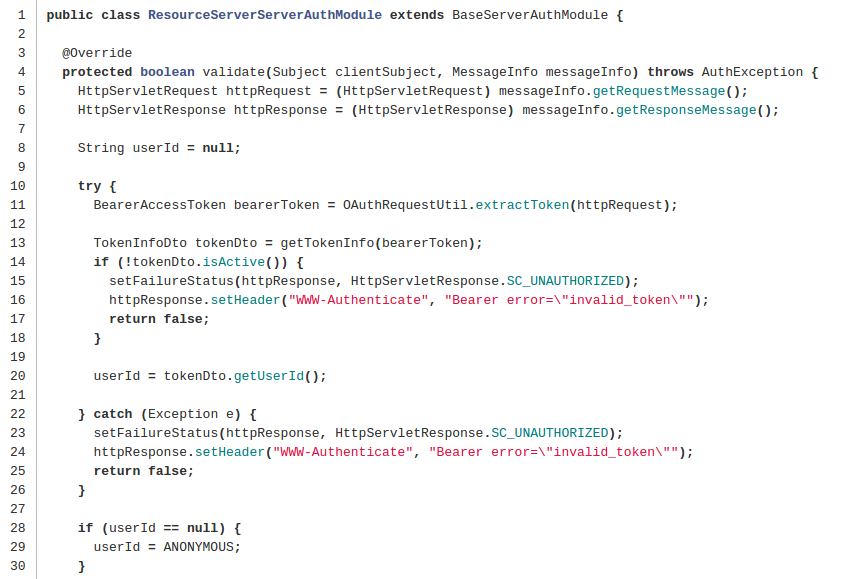 1 public class ResourceServerServerAuthModule extends BaseServerAuthModule {
2
3 @Override
4 protected boolean validate(Subject clientSubject, MessageInfo messageInfo) throws AuthException {
5 HttpServletRequest httpRequest = (HttpServletRequest) messageInfo.getRequestMessage();
6 HttpServletResponse httpResponse = (HttpServletResponse) messageInfo.getResponseMessage();
7
8 String userId = null;
9
10 try {
11 BearerAccessToken bearerToken = OAuthRequestUtil.extractToken(httpRequest);
12
13 TokenInfoDto tokenDto = getTokenInfo(bearerToken);
14 if (!tokenDto.isActive()) {
15 setFailureStatus(httpResponse, HttpServletResponse.SC_UNAUTHORIZED);
16 httpResponse.setHeader("WWW-Authenticate", "Bearer error=\"invalid_token\"");
17 return false;
18 }
19
20 userId = tokenDto.getUserId();
21
22 } catch (Exception e) {
23 setFailureStatus(httpResponse, HttpServletResponse.SC_UNAUTHORIZED);
24 httpResponse.setHeader("WWW-Authenticate", "Bearer error=\"invalid_token\"");
25 return false;
26 }
27
28 if (userId == null) {
29 userId = ANONYMOUS;
30 }